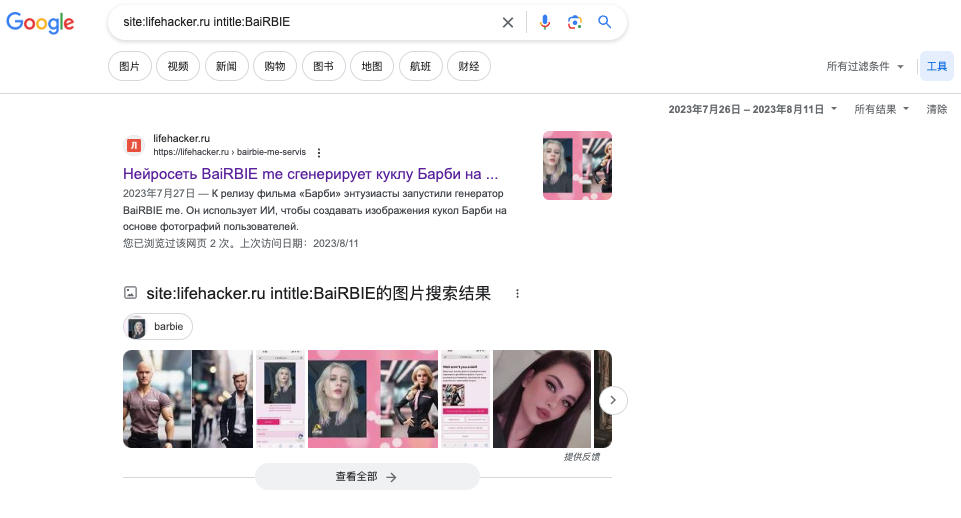 Google
site:lifehacker.ru intitle:BaiRBIE
图片
视频
新闻
购物
图书
地图
航班
财经
所有过滤条件
工具
2023年7月26日 – 2023年8月11日
所有结果
清除
Л
lifehacker.ru
https://lifehacker.ru › bairbie-me-servis
Нейросеть BaiRBIE me сгенерирует куклу Барби на ...
2023年7月27日 — К релизу фильма «Барби» энтузиасты запустили генератор
BaiRBIE me. Он использует ИИ, чтобы создавать изображения кукол Барби на
основе фотографий пользователей.
您已浏览过该网页 2 次。上次访问日期：2023/8/11
site:lifehacker.ru intitle:BaiRBIE的图片搜索结果
barbie
提供反馈
查看全部